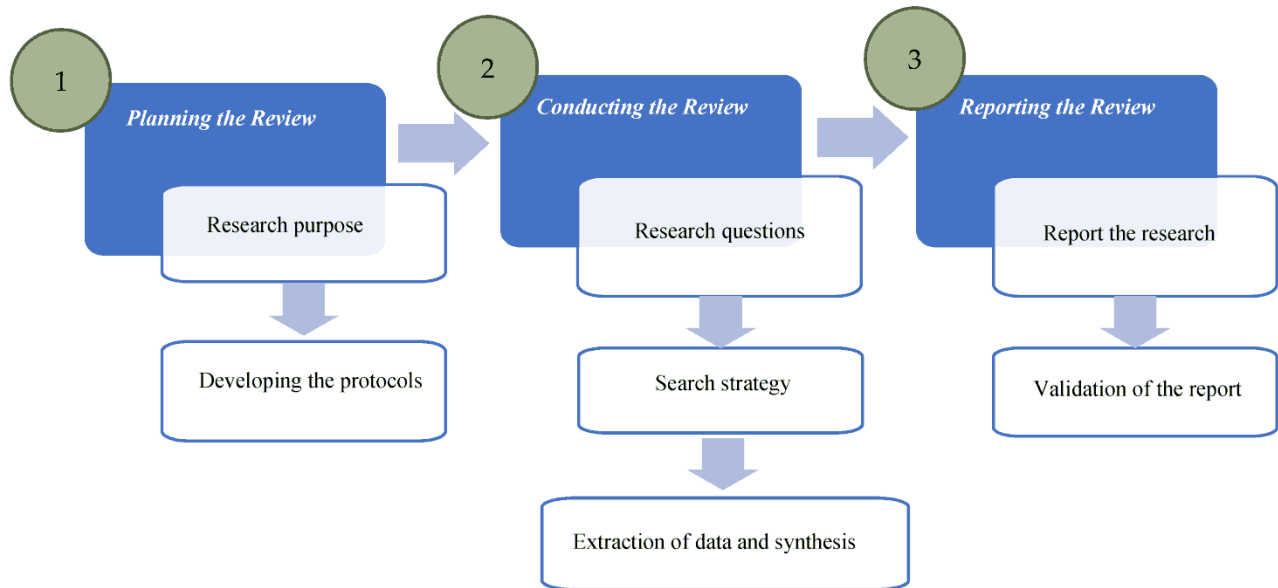 1
Planning the Review
Research purpose
Developing the protocols
2
Conducting the Review
Research questions
Search strategy
Extraction of data and synthesis
3
Reporting the Review
Report the research
Validation of the report